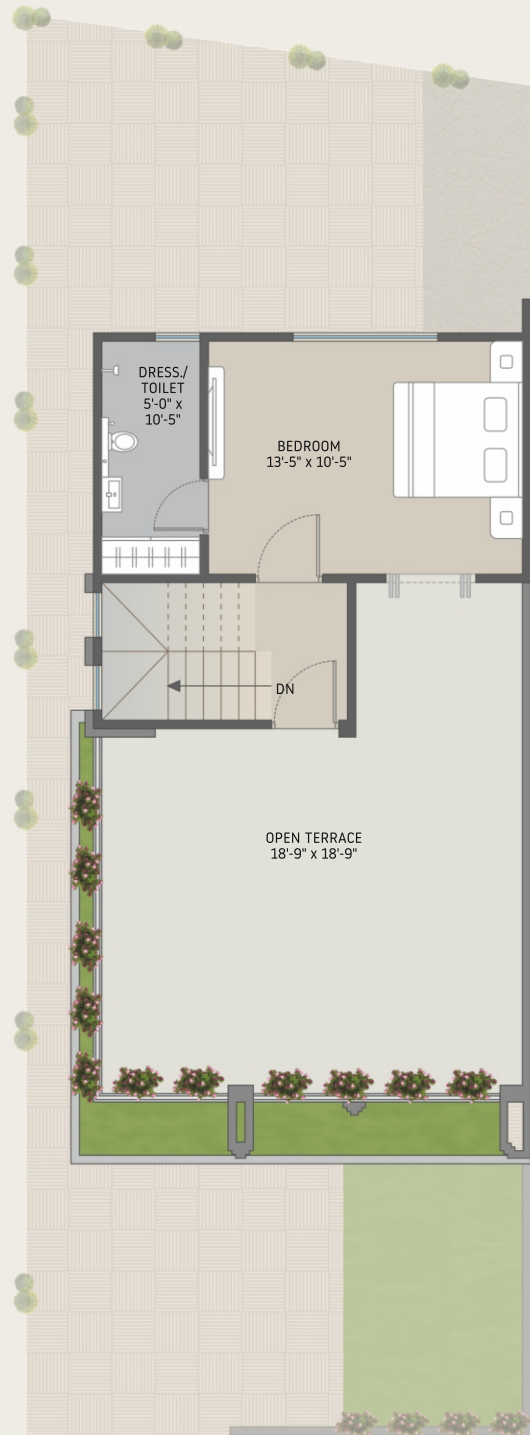 DRESS./
TOILET
5'-0" x
10'-5"
BEDROOM
13'-5" x 10'-5"
DN
OPEN TERRACE
18'-9" x 18'-9"